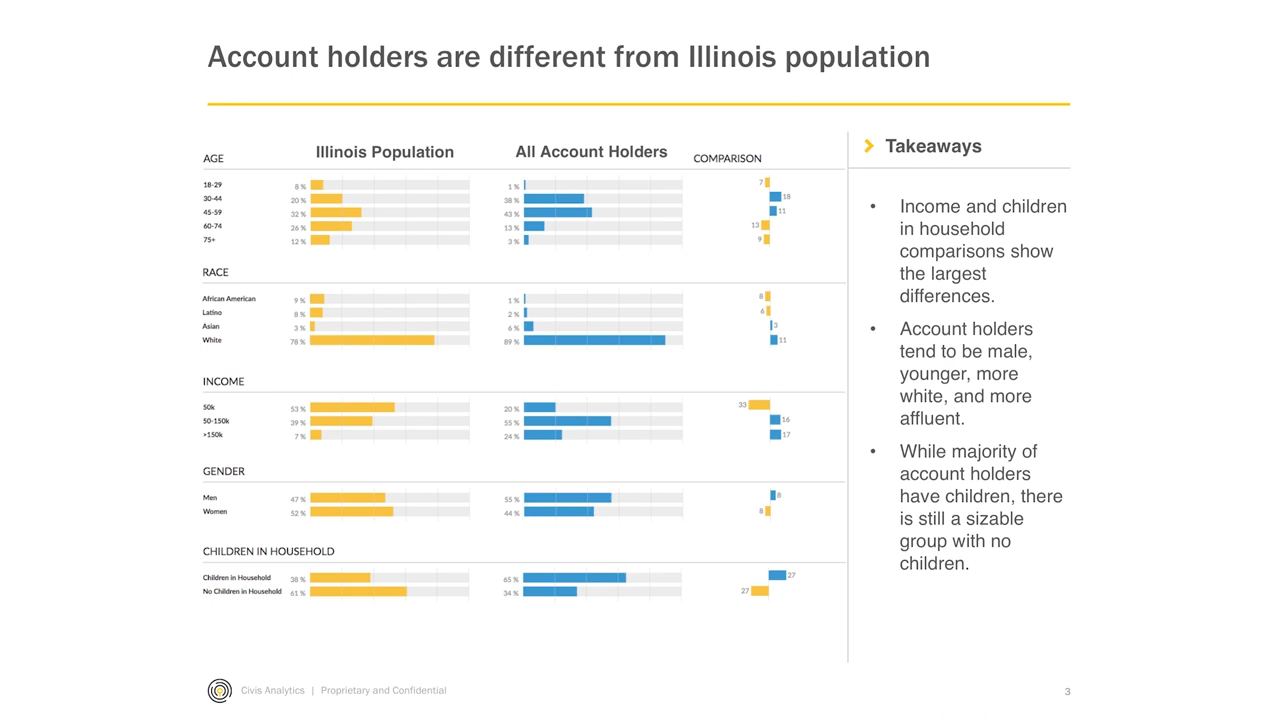 Account holders are different from Illinois population
AGE
Illinois Population
All Account Holders
COMPARISON
18-29 8 % 1 % 7
30-44 20 % 38 % 18
45-59 32 % 43 % 11
60-74 26 % 13 % 13
75+ 12 % 3 % 9
RACE
African American 9 % 1 % 8
Latino 8 % 2 % 6
Asian 3 % 6 % 3
White 78 % 89 % 11
INCOME
50k 53 % 20 % 33
50-150k 39 % 55 % 16
>150k 7 % 24 % 17
GENDER
Men 47 % 55 % 8
Women 52 % 44 % 8
CHILDREN IN HOUSEHOLD
Children in Household 38 % 65 % 27
No Children in Household 61 % 34 % 27
Takeaways
• Income and children
in household
comparisons show
the largest
differences.
• Account holders
tend to be male,
younger, more
white, and more
affluent.
• While majority of
account holders
have children, there
is still a sizable
group with no
children.
Civis Analytics | Proprietary and Confidential
3